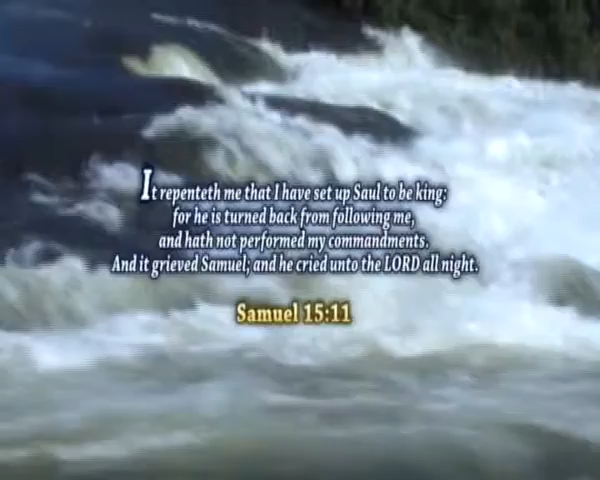 It repenteth me that I have set up Saul to be king:
for he is turned back from following me,
and hath not performed my commandments.
And it grieved Samuel; and he cried unto the LORD all night.
Samuel 15:11